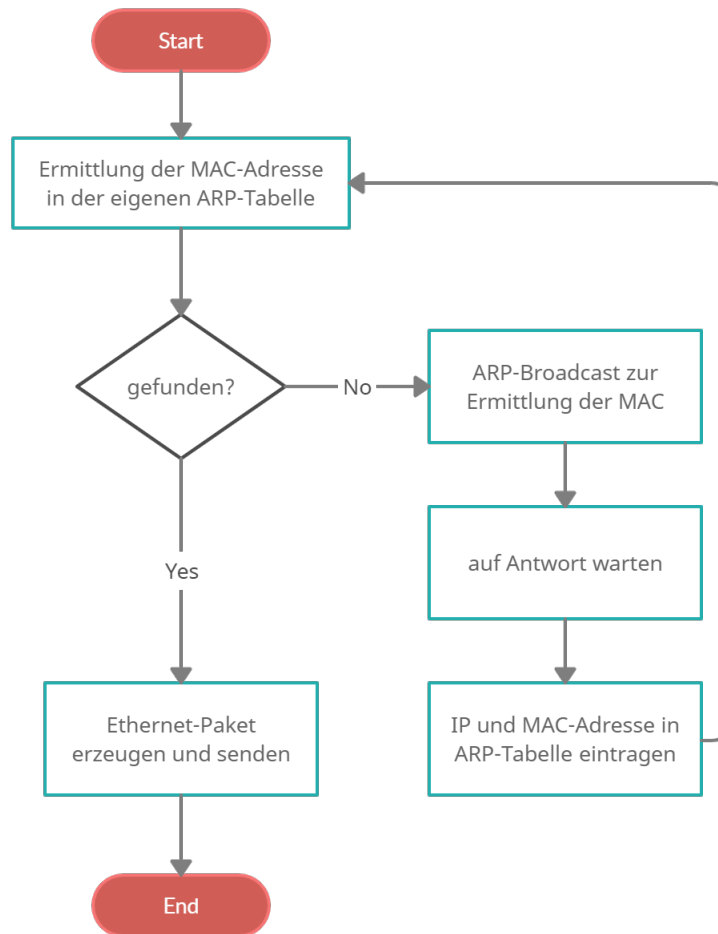 Start
Ermittlung der MAC-Adresse
in der eigenen ARP-Tabelle
gefunden?
No
ARP-Broadcast zur
Ermittlung der MAC
auf Antwort warten
Yes
Ethernet-Paket
erzeugen und senden
IP und MAC-Adresse in
ARP-Tabelle eintragen
End